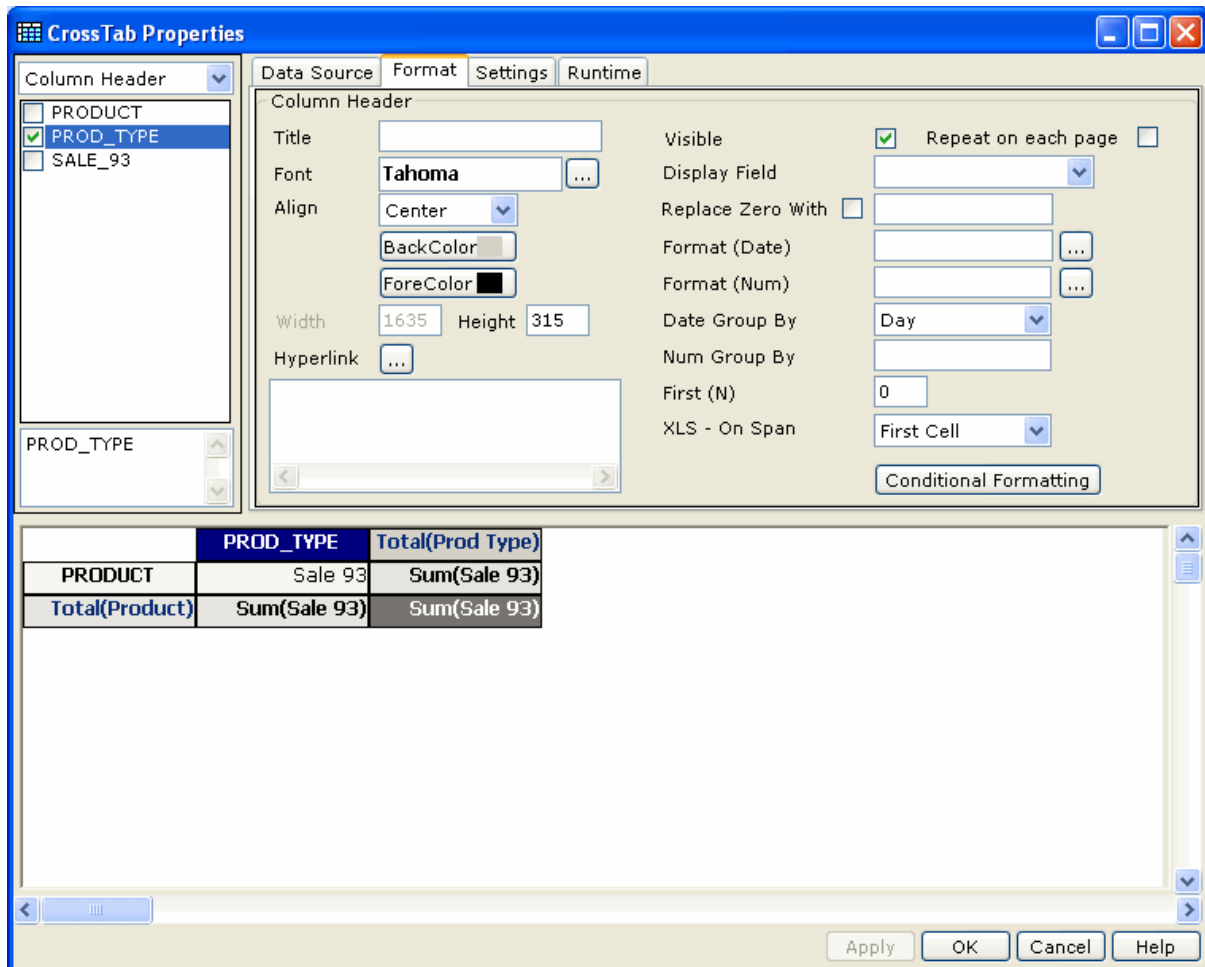 CrossTab Properties
Column Header
PRODUCT
PROD_TYPE
SALE_93
PROD_TYPE
Data Source Format Settings Runtime
Column Header
Title
Font Tahoma ...
Align Center
BackColor
ForeColor
Width 1635 Height 315
Hyperlink ...
Visible Repeat on each page
Display Field
Replace Zero With
Format (Date) ...
Format (Num) ...
Date Group By Day
Num Group By
First (N) 0
XLS - On Span First Cell
Conditional Formatting
PROD_TYPE Total(Prod Type)
PRODUCT Sale 93 Sum(Sale 93)
Total(Product) Sum(Sale 93) Sum(Sale 93)
Apply OK Cancel Help